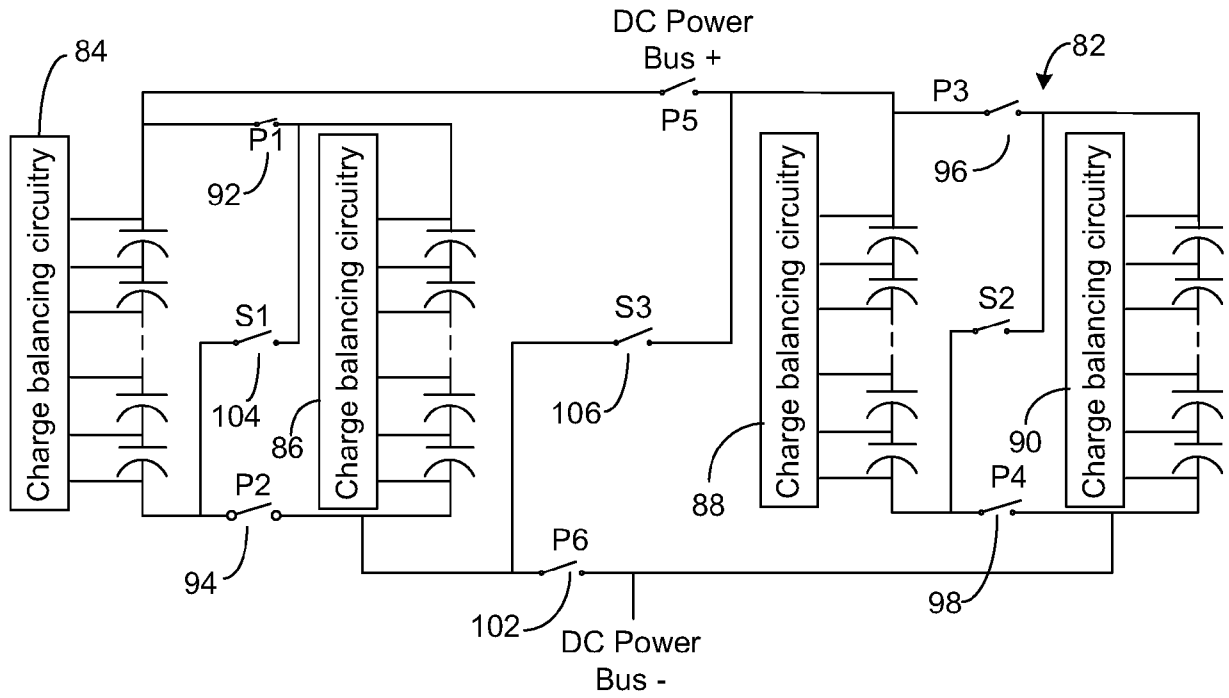 DC Power
Bus +
84
82
P3
P5
P1
92
96
Charge balancing circuitry
Charge balancing circuitry
Charge balancing circuitry
Charge balancing circuitry
S1
S3
S2
104
106
86
90
88
P2
P4
94
P6
98
102
DC Power
Bus -